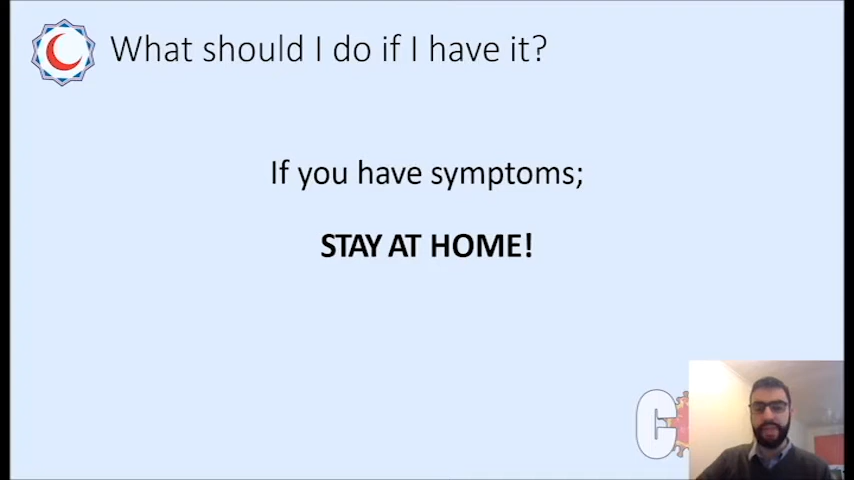 What should I do if I have it?
If you have symptoms;
STAY AT HOME!
C